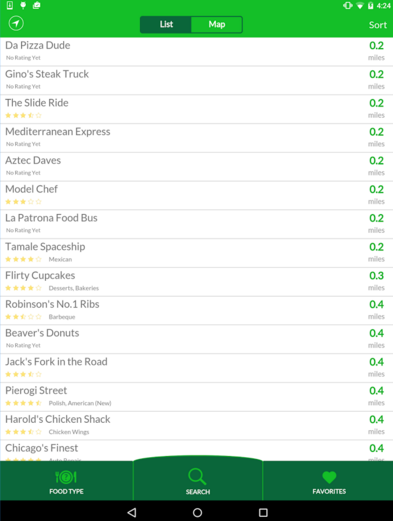 4:24
List Map Sort
Da Pizza Dude 0.2
No Rating Yet miles
Gino's Steak Truck 0.2
No Rating Yet miles
The Slide Ride 0.2
miles
Mediterranean Express 0.2
No Rating Yet miles
Aztec Daves 0.2
No Rating Yet miles
Model Chef 0.2
miles
La Patrona Food Bus 0.2
No Rating Yet miles
Tamale Spaceship 0.2
Mexican miles
Flirty Cupcakes 0.3
Desserts, Bakeries miles
Robinson's No.1 Ribs 0.4
Barbeque miles
Beaver's Donuts 0.4
No Rating Yet miles
Jack's Fork in the Road 0.4
miles
Pierogi Street 0.4
Polish, American (New) miles
Harold's Chicken Shack 0.4
Chicken Wings miles
Chicago's Finest 0.4
miles
FOOD TYPE SEARCH FAVORITES